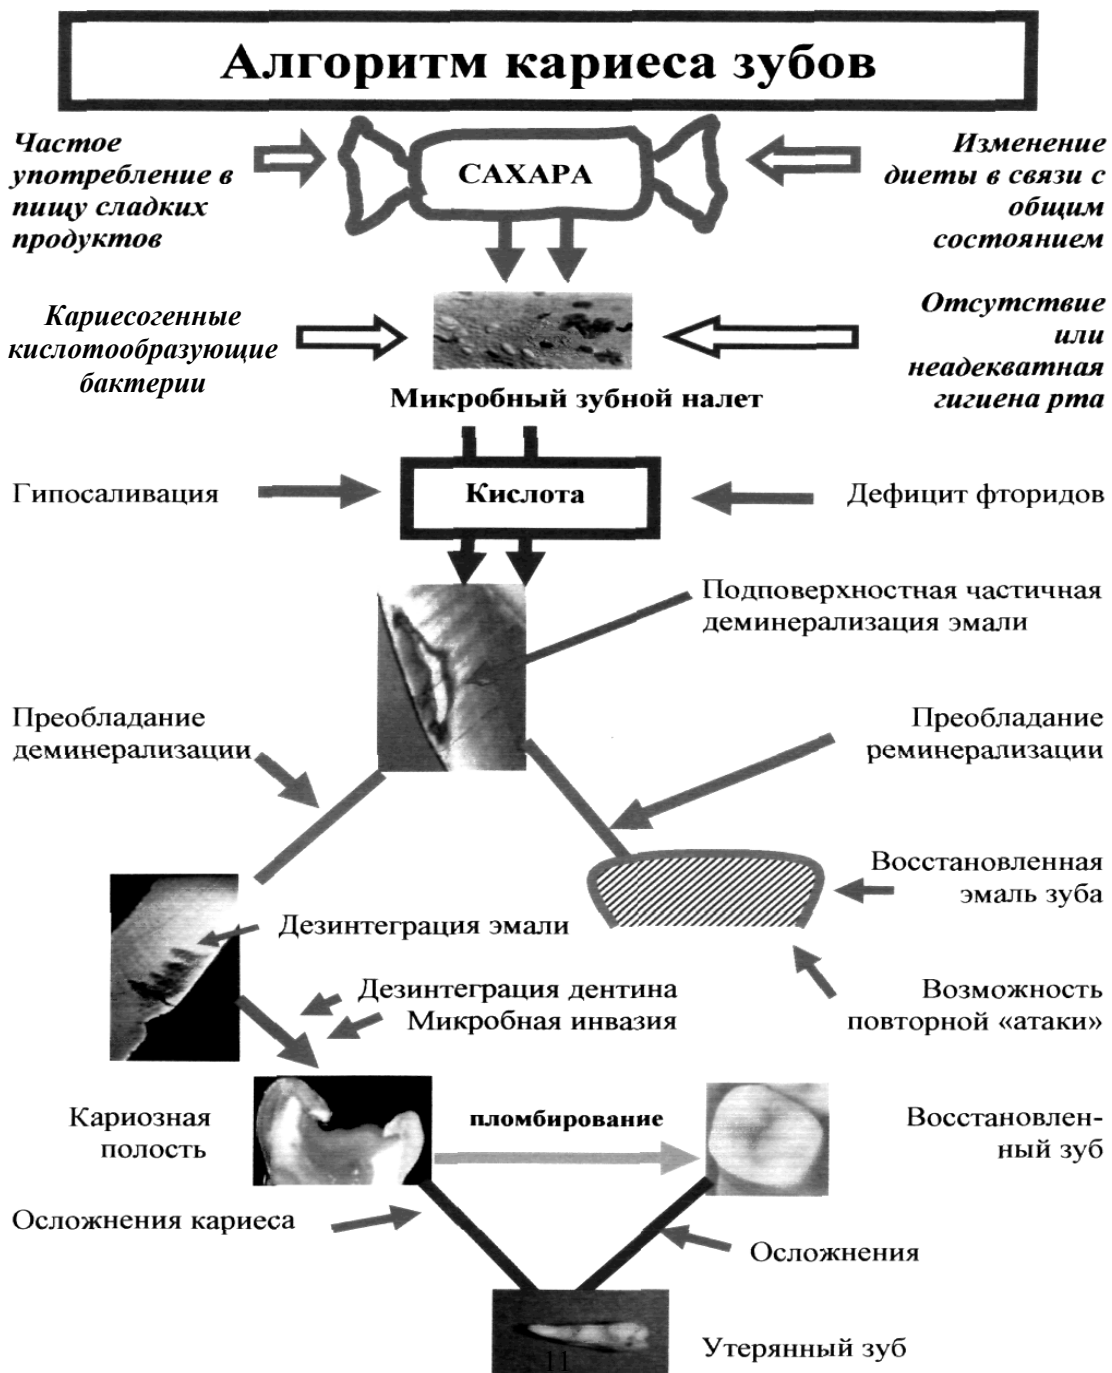 Алгоритм кариеса зубов
Частое
употребление в
пищу сладких
продуктов
САХАРА
Изменение
диеты в связи с
общим
состоянием
Кариесогенные
кислотообразующие
бактерии
Отсутствие
или
неадекватная
гигиена рта
Микробный зубной налет
Гипосаливация
Кислота
Дефицит фторидов
Подповерхностная частичная
деминерализация эмали
Преобладание
деминерализации
Преобладание
реминерализации
Восстановленная
эмаль зуба
Дезинтеграция эмали
Дезинтеграция дентина
Микробная инвазия
Возможность
повторной «атаки»
Кариозная
полость
пломбирование
Восстановлен-
ный зуб
Осложнения кариеса
Осложнения
Утерянный зуб
11